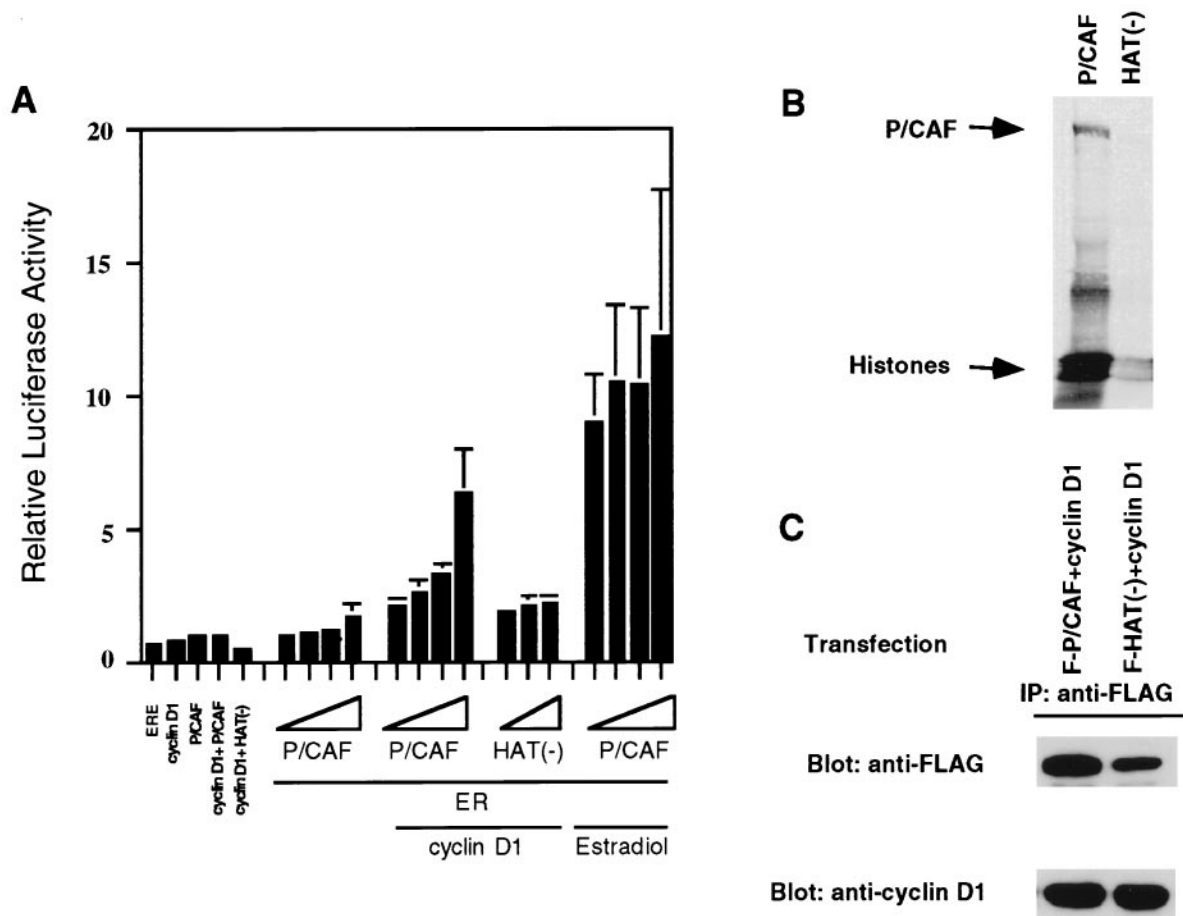 A
Relative Luciferase Activity
20
15
10
5
0
ERE
cyclin D1
P/CAF
cyclin D1+ P/CAF
cyclin D1+ HAT(-)
P/CAF
P/CAF
HAT(-)
P/CAF
ER
cyclin D1
Estradiol
B
P/CAF
HAT(-)
P/CAF
Histones
C
F-P/CAF+cyclin D1
F-HAT(-)+cyclin D1
Transfection
IP: anti-FLAG
Blot: anti-FLAG
Blot: anti-cyclin D1